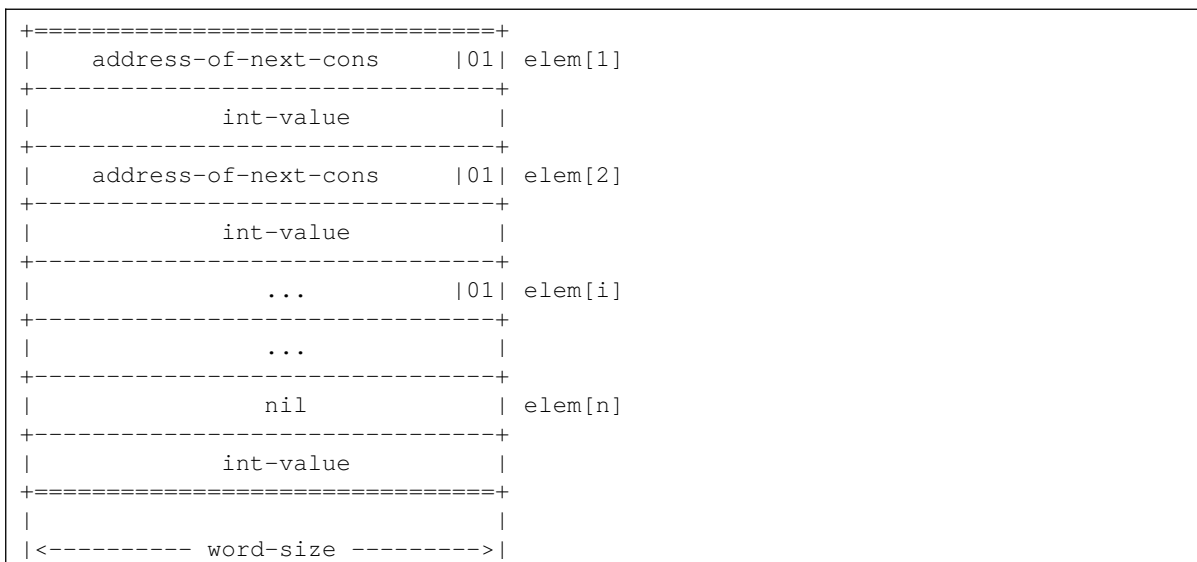 +================================+
|    address-of-next-cons     |01| elem[1]
+--------------------------------+
|             int-value          |
+--------------------------------+
|    address-of-next-cons     |01| elem[2]
+--------------------------------+
|             int-value          |
+--------------------------------+
|                ...          |01| elem[i]
+--------------------------------+
|                ...             |
+--------------------------------+
|                nil             | elem[n]
+--------------------------------+
|             int-value          |
+================================+
|                                |
|<---------- word-size --------->|